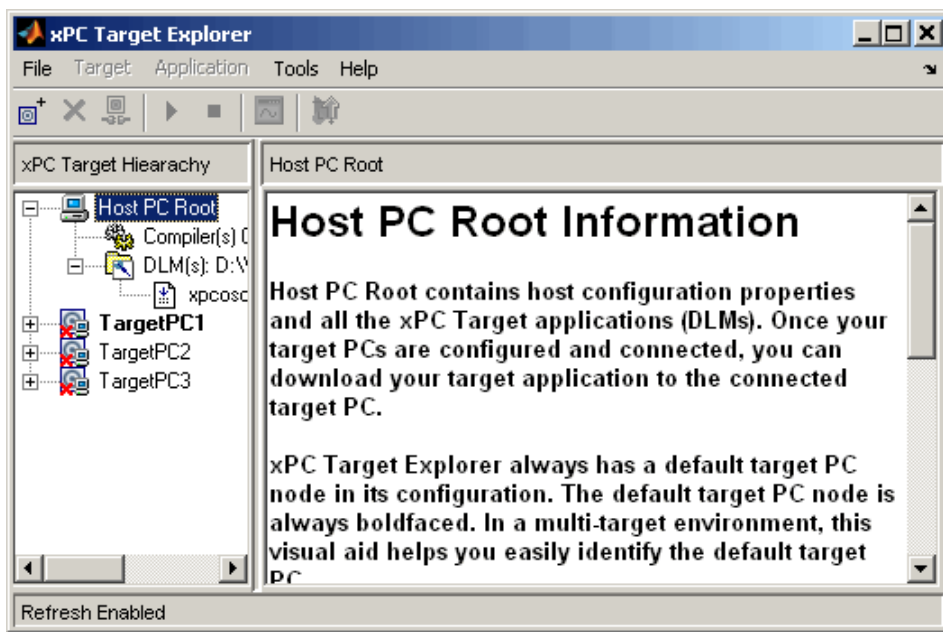 xPC Target Explorer
File Target Application Tools Help
xPC Target Hiearachy
Host PC Root
Host PC Root
Compiler(s)
DLM(s): D:\
xpcosc
TargetPC1
TargetPC2
TargetPC3
Host PC Root Information
Host PC Root contains host configuration properties
and all the xPC Target applications (DLMs). Once your
target PCs are configured and connected, you can
download your target application to the connected
target PC.
xPC Target Explorer always has a default target PC
node in its configuration. The default target PC node is
always boldfaced. In a multi-target environment, this
visual aid helps you easily identify the default target
PC
Refresh Enabled